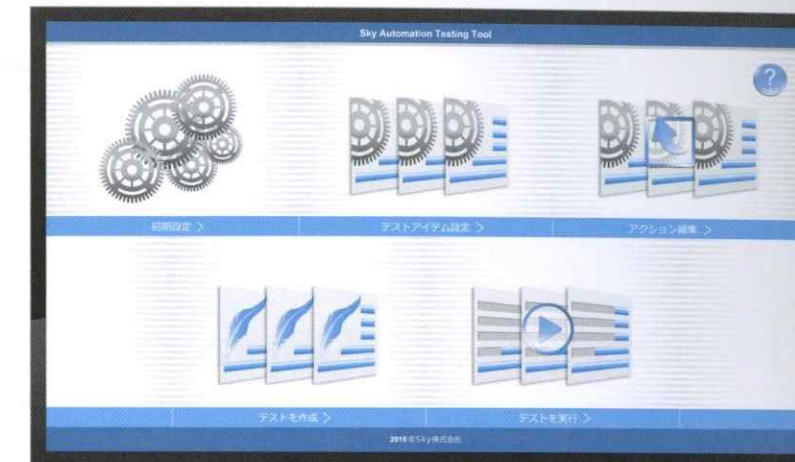 Sky Automation Testing Tool
?
初期設定 >
テストアイテム設定 >
アクション編集 >
テストを作成 >
テストを実行 >
2016 © Sky株式会社